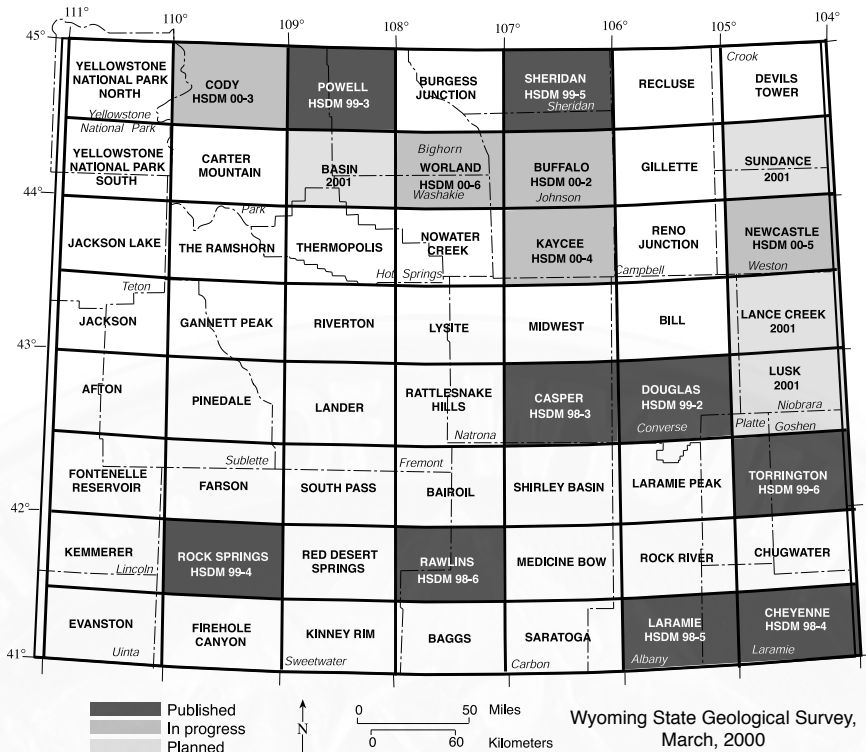 111° 110° 109° 108° 107° 106° 105° 104°
45°
Crook
YELLOWSTONE
NATIONAL PARK
NORTH
CODY
HSDM 00-3
POWELL
HSDM 99-3
BURGESS
JUNCTION
SHERIDAN
HSDM 99-5
Sheridan
RECLUSE
DEVILS
TOWER
Yellowstone
National Park
YELLOWSTONE
NATIONAL PARK
SOUTH
CARTER
MOUNTAIN
BASIN
2001
Bighorn
WORLAND
HSDM 00-6
Washakie
BUFFALO
HSDM 00-2
Johnson
GILLETTE
SUNDANCE
2001
44°
JACKSON LAKE
Park
THE RAMSHORN
THERMOPOLIS
NOWATER
CREEK
Hot Springs
KAYCEE
HSDM 00-4
RENO
JUNCTION
Campbell
NEWCASTLE
HSDM 00-5
Weston
Teton
JACKSON
GANNETT PEAK
RIVERTON
LYSITE
MIDWEST
BILL
LANCE CREEK
2001
43°
AFTON
PINEDALE
LANDER
RATTLESNAKE
HILLS
Natrona
CASPER
HSDM 98-3
DOUGLAS
HSDM 99-2
Converse
LUSK
2001
Niobrara
Platte
Goshen
Sublette
Fremont
FONTENELLE
RESERVOIR
FARSON
SOUTH PASS
BAIROIL
SHIRLEY BASIN
LARAMIE PEAK
TORRINGTON
HSDM 99-6
42°
KEMMERER
Lincoln
ROCK SPRINGS
HSDM 99-4
RED DESERT
SPRINGS
RAWLINS
HSDM 98-6
MEDICINE BOW
ROCK RIVER
CHUGWATER
EVANSTON
Uinta
FIREHOLE
CANYON
KINNEY RIM
Sweetwater
BAGGS
SARATOGA
Carbon
LARAMIE
HSDM 98-5
Albany
CHEYENNE
HSDM 98-4
Laramie
41°
Published
In progress
Planned
N
0 50 Miles
0 60 Kilometers
Wyoming State Geological Survey,
March, 2000